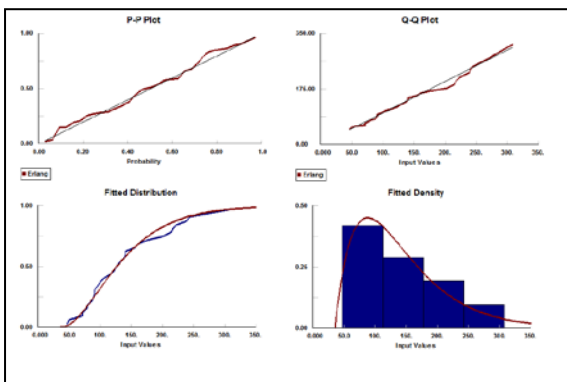 P-P Plot
1.00
0.50
0.00
0.00 0.20 0.40 0.60 0.80 1.0
Probability
Erlang
Q-Q Plot
350.00
175.00
0.00
0.000 50.0 100. 150. 200. 250. 300. 350.
Input Values
Erlang
Fitted Distribution
1.00
0.50
0.00
0.000 50.0 100. 150. 200. 250. 300. 350.
Input Values
Fitted Density
0.50
0.25
0.00
0.000 50.0 100. 150. 200. 250. 300. 350.
Input Values